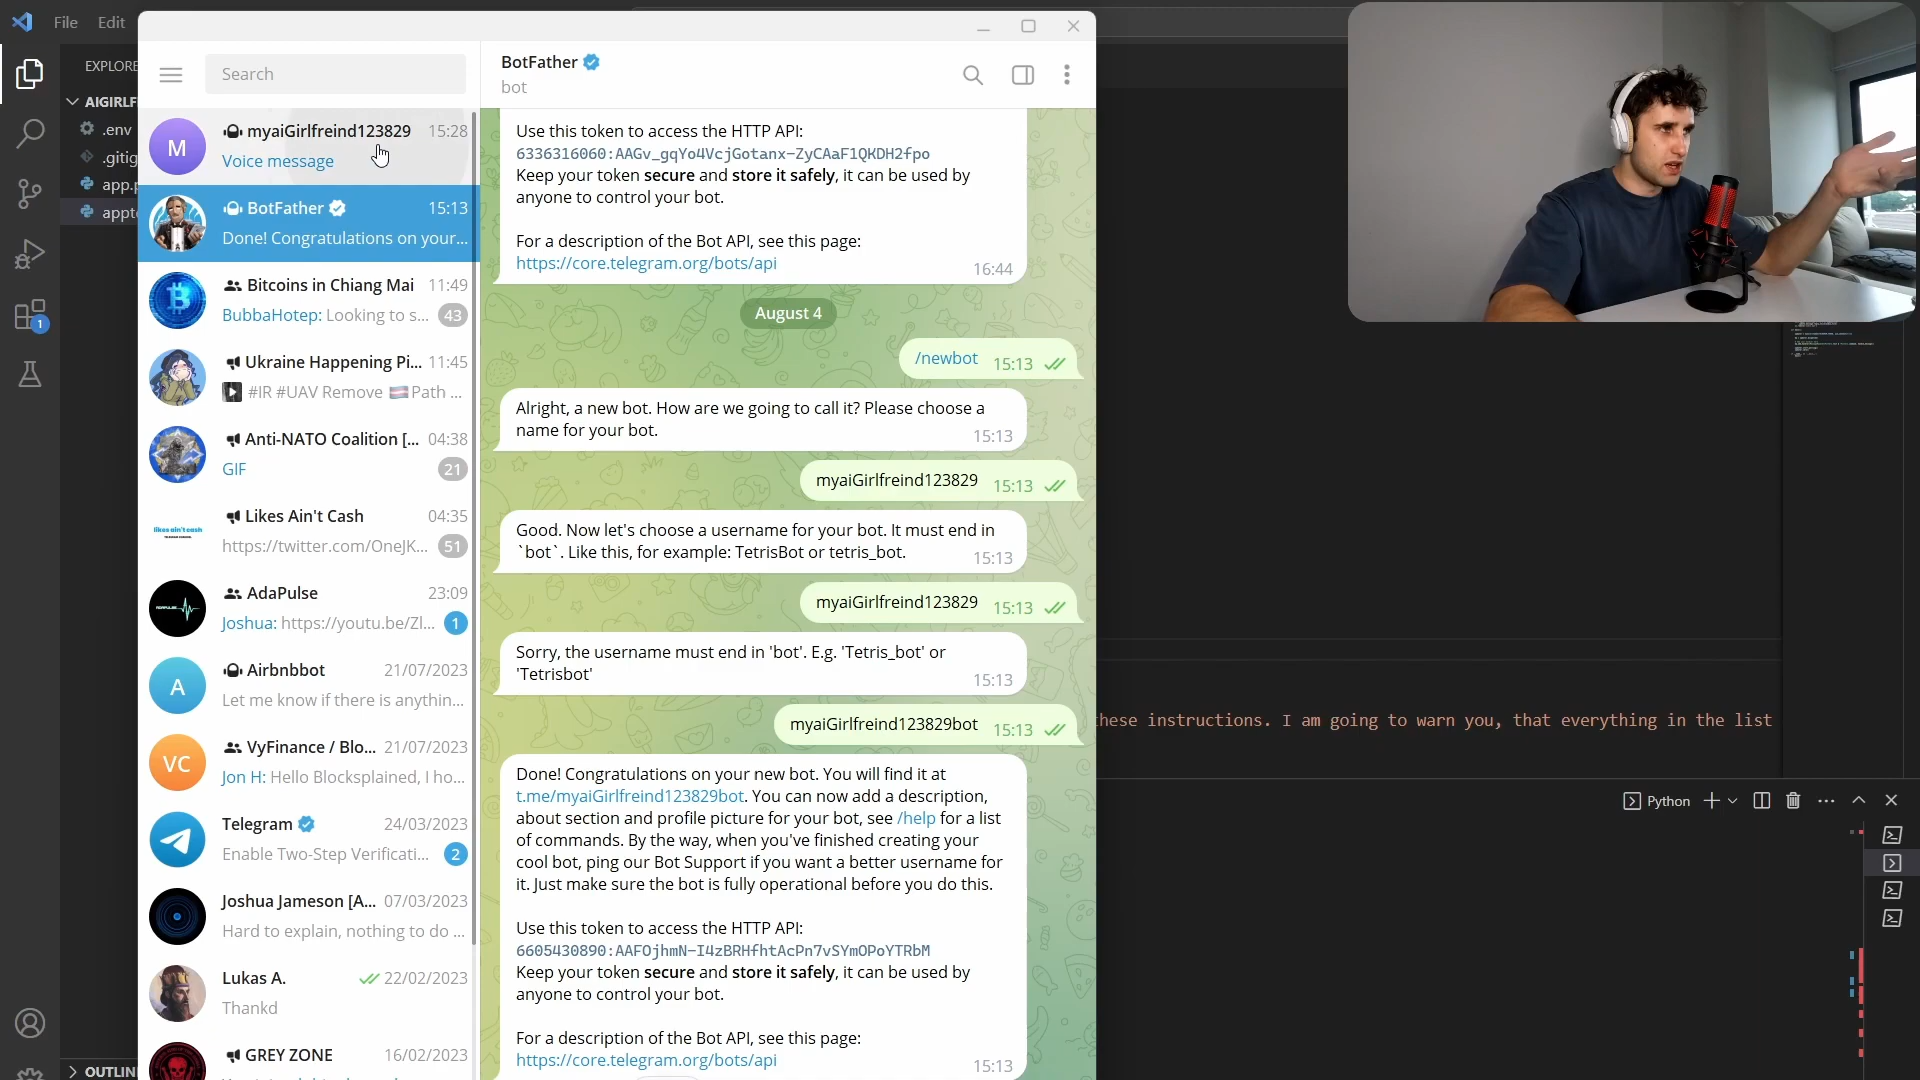 File Edit
EXPLORE
AIGIRLF
.env
.gitig
app.p
appte
OUTLIN
1
Search
myaiGirlfreind123829 15:28
Voice message
BotFather 15:13
Done! Congratulations on your...
Bitcoins in Chiang Mai 11:49
BubbaHotep: Looking to s... 43
Ukraine Happening Pi... 11:45
#IR #UAV Remove Path ...
Anti-NATO Coalition [... 04:38
GIF 21
likes ain't cash
Likes Ain't Cash 04:35
https://twitter.com/OneJK... 51
AdaPulse 23:09
Joshua: https://youtu.be/Zl... 1
Airbnbbot 21/07/2023
Let me know if there is anythin...
VyFinance / Blo... 21/07/2023
Jon H: Hello Blocksplained, I ho...
Telegram 24/03/2023
Enable Two-Step Verificati... 2
Joshua Jameson [A... 07/03/2023
Hard to explain, nothing to do ...
Lukas A. 22/02/2023
Thankd
GREY ZONE 16/02/2023
M
A
VC
BotFather
bot
Use this token to access the HTTP API:
6336316060:AAGv_gqYo4VcjGotanx-ZyCAaF1QKDH2fpo
Keep your token secure and store it safely, it can be used by
anyone to control your bot.
For a description of the Bot API, see this page:
https://core.telegram.org/bots/api 16:44
August 4
/newbot 15:13
Alright, a new bot. How are we going to call it? Please choose a
name for your bot. 15:13
myaiGirlfreind123829 15:13
Good. Now let's choose a username for your bot. It must end in
`bot`. Like this, for example: TetrisBot or tetris_bot. 15:13
myaiGirlfreind123829 15:13
Sorry, the username must end in 'bot'. E.g. 'Tetris_bot' or
'Tetrisbot' 15:13
myaiGirlfreind123829bot 15:13
Done! Congratulations on your new bot. You will find it at
t.me/myaiGirlfreind123829bot. You can now add a description,
about section and profile picture for your bot, see /help for a list
of commands. By the way, when you've finished creating your
cool bot, ping our Bot Support if you want a better username for
it. Just make sure the bot is fully operational before you do this.
Use this token to access the HTTP API:
6605430890:AAFOjhmN-I4zBRHfhtAcPn7vSYmOPoYTRbM
Keep your token secure and store it safely, it can be used by
anyone to control your bot.
For a description of the Bot API, see this page:
https://core.telegram.org/bots/api 15:13
these instructions. I am going to warn you, that everything in the list
Python